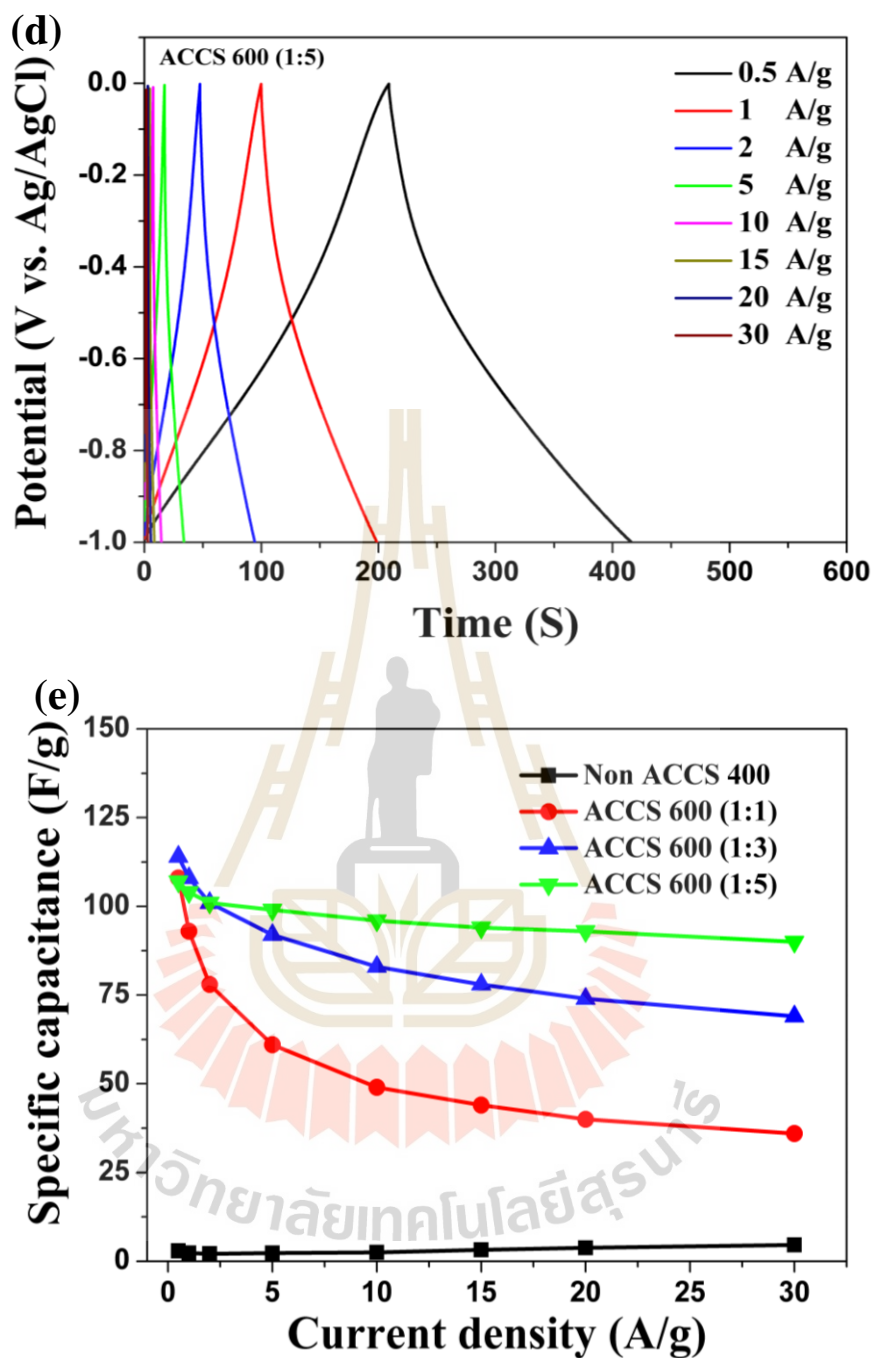 (d)
ACCS 600 (1:5)
0.5 A/g
1 A/g
2 A/g
5 A/g
10 A/g
15 A/g
20 A/g
30 A/g
Potential (V vs. Ag/AgCl)
0.0
-0.2
-0.4
-0.6
-0.8
-1.0
0 100 200 300 400 500 600
Time (S)
(e)
Specific capacitance (F/g)
150
125
100
75
50
25
0
Non ACCS 400
ACCS 600 (1:1)
ACCS 600 (1:3)
ACCS 600 (1:5)
0 5 10 15 20 25 30
Current density (A/g)
มหาวิทยาลัยเทคโนโลยีสุรนารี